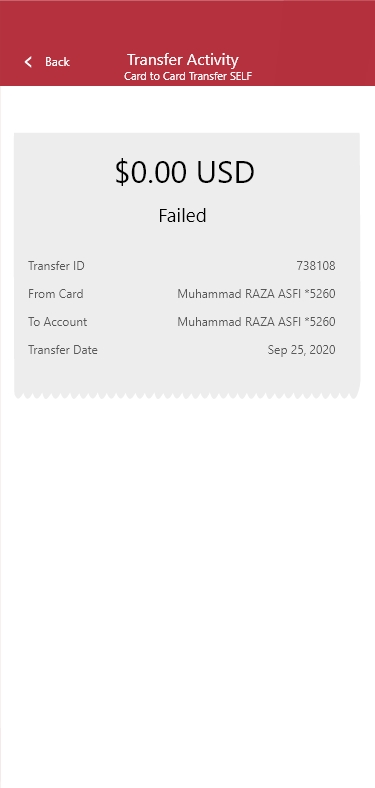 Back
Transfer Activity
Card to Card Transfer SELF
$0.00 USD
Failed
Transfer ID 738108
From Card Muhammad RAZA ASFI *5260
To Account Muhammad RAZA ASFI *5260
Transfer Date Sep 25, 2020